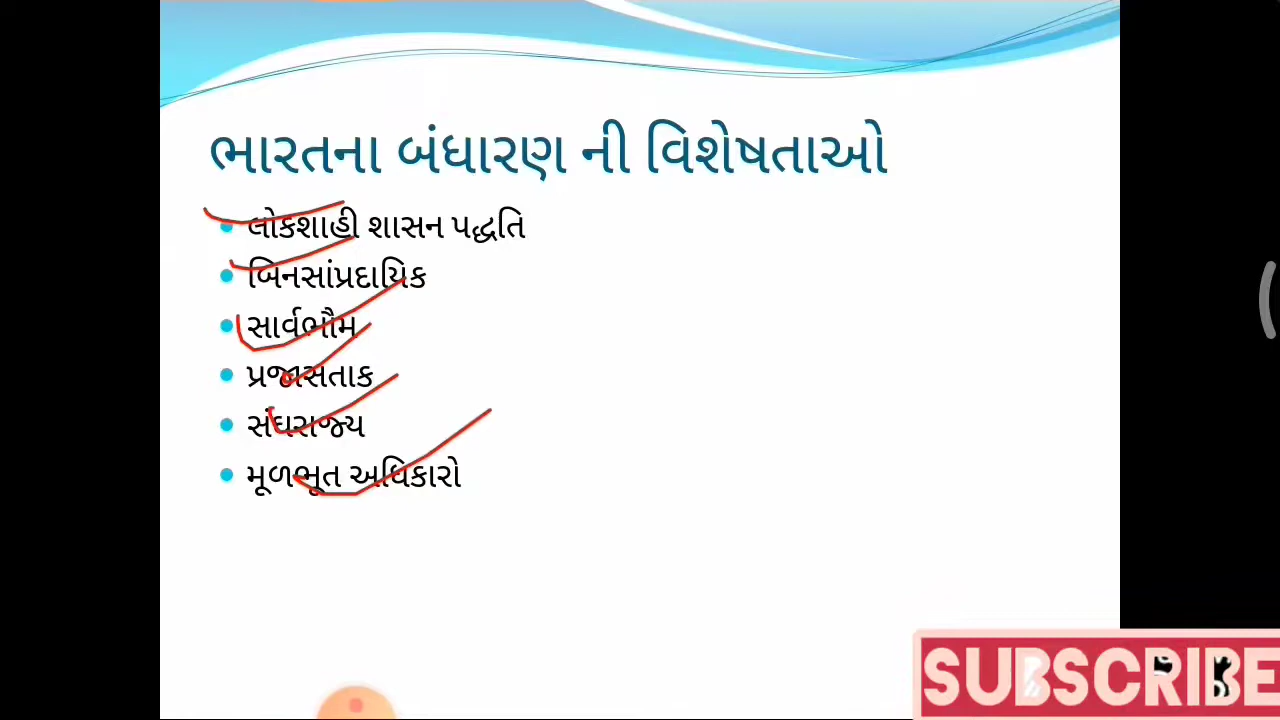 ભારતના બંધારણ ની વિશેષતાઓ
લોકશાહી શાસન પદ્ધતિ
બિનસાંપ્રદાયિક
સાર્વભૌમ
પ્રજાસતાક
સંઘરાજ્ય
મૂળભૂત અધિકારો
SUBSCRIBE